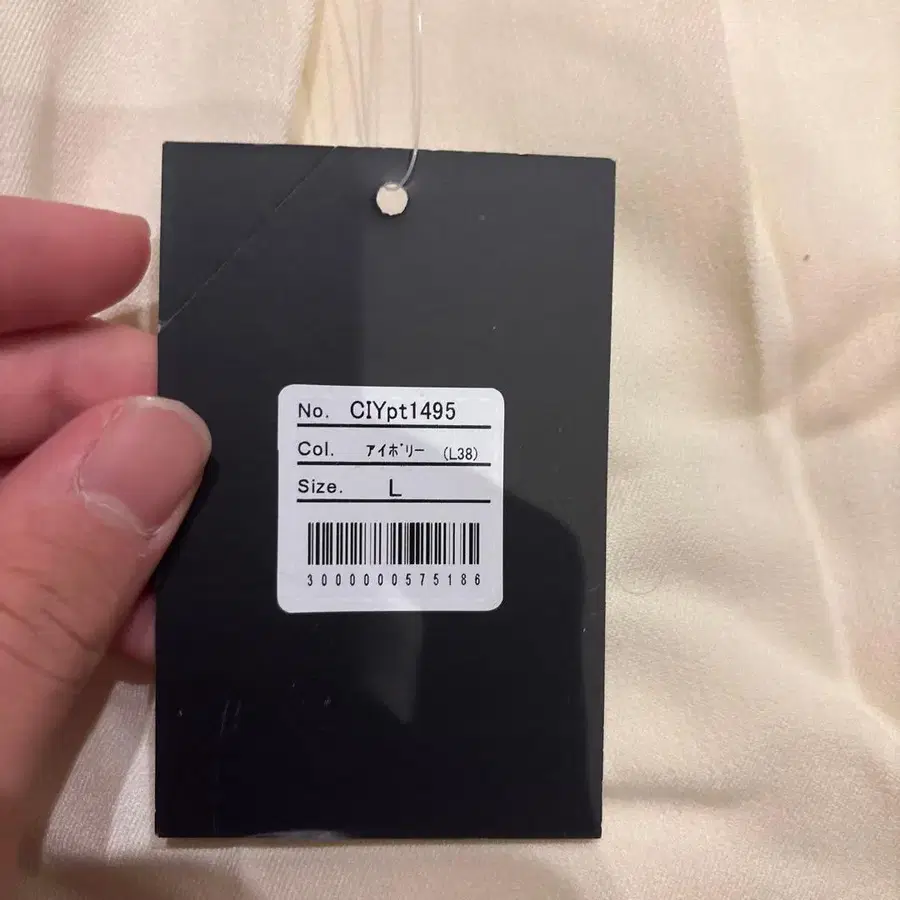 No. CIYpt1495
Col. アイボリー (L38)
Size. L
3000000575186